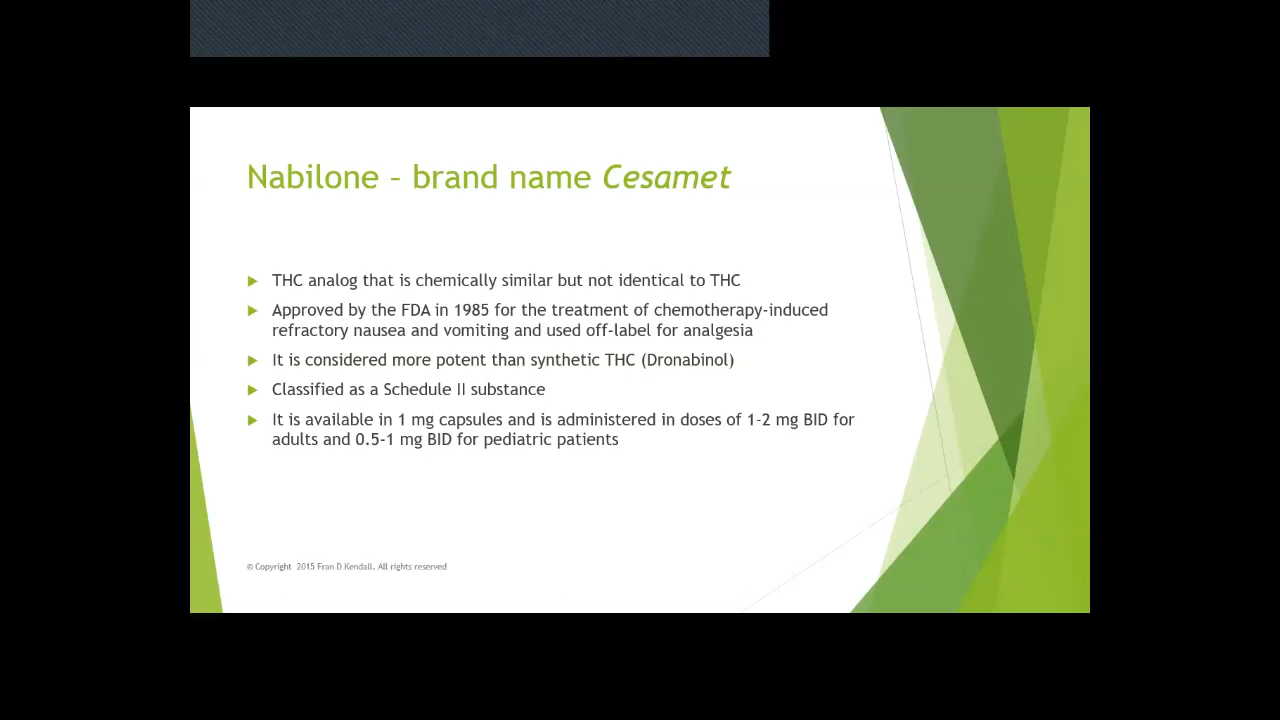 Nabilone – brand name Cesamet
THC analog that is chemically similar but not identical to THC
Approved by the FDA in 1985 for the treatment of chemotherapy-induced
refractory nausea and vomiting and used off-label for analgesia
It is considered more potent than synthetic THC (Dronabinol)
Classified as a Schedule II substance
It is available in 1 mg capsules and is administered in doses of 1-2 mg BID for
adults and 0.5-1 mg BID for pediatric patients
© Copyright 2015 Fran D Kendall. All rights reserved